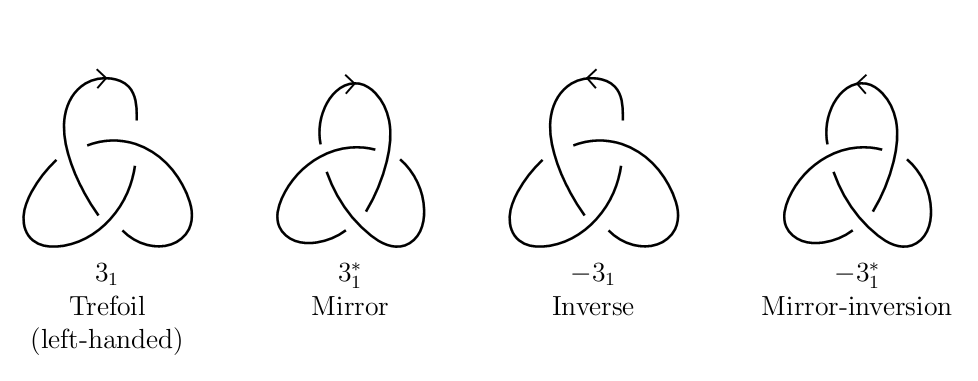 3₁
Trefoil
(left-handed)
3₁*
Mirror
−3₁
Inverse
−3₁*
Mirror-inversion